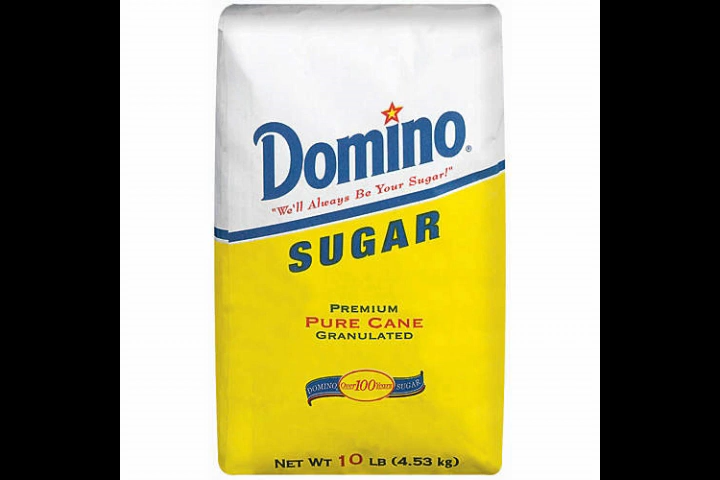 Domino®
"We'll Always Be Your Sugar!"
SUGAR
PREMIUM
PURE CANE
GRANULATED
DOMINO Over 100 Years SUGAR
NET WT 10 LB (4.53 kg)